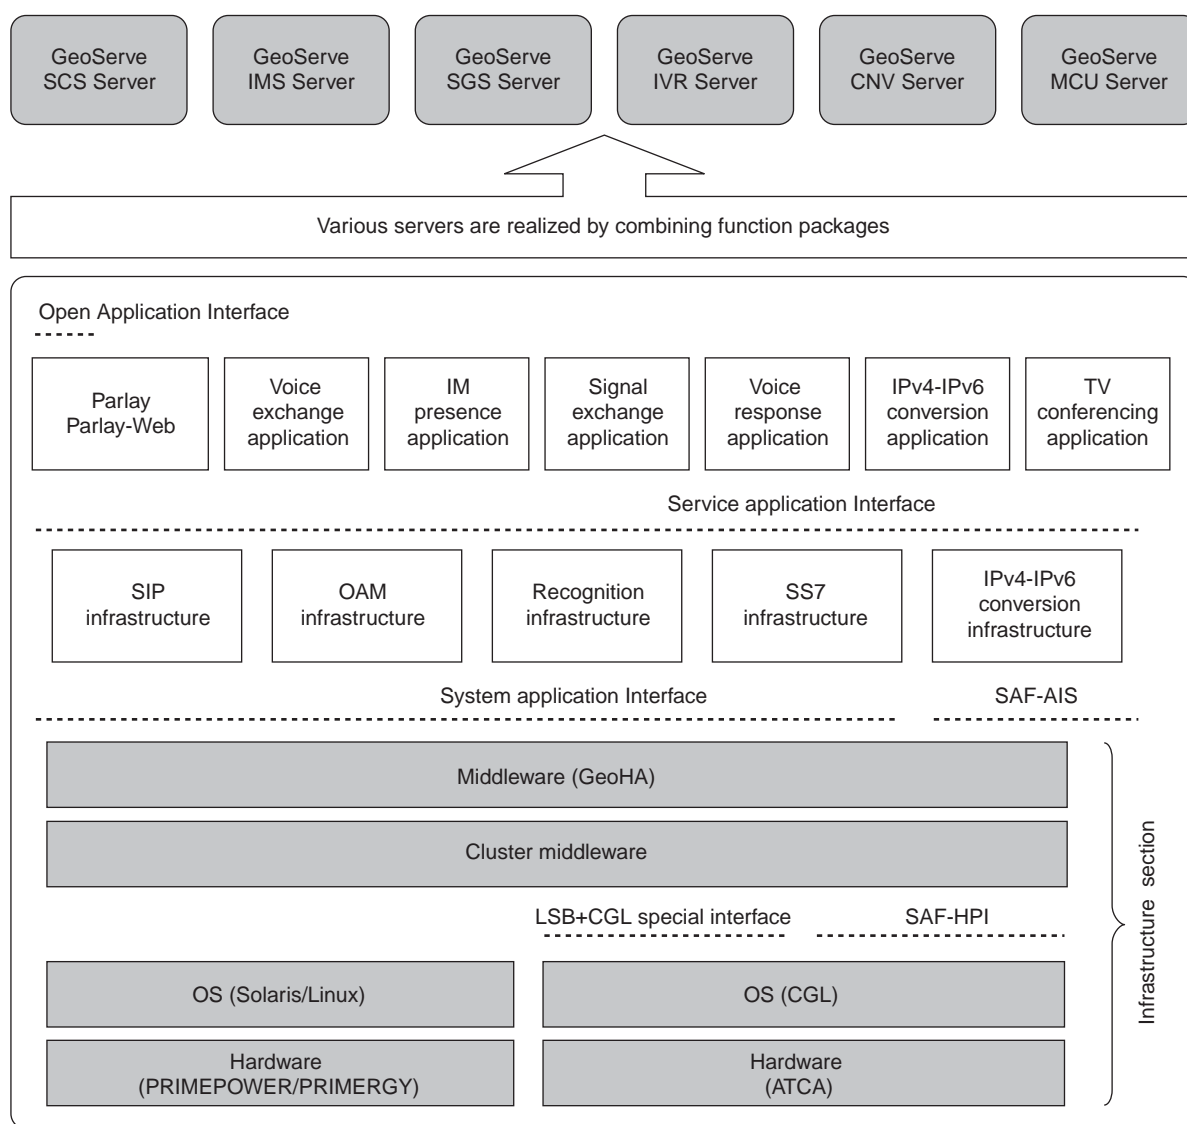 GeoServe
SCS Server
GeoServe
IMS Server
GeoServe
SGS Server
GeoServe
IVR Server
GeoServe
CNV Server
GeoServe
MCU Server
Various servers are realized by combining function packages
Open Application Interface
Parlay
Parlay-Web
Voice
exchange
application
IM
presence
application
Signal
exchange
application
Voice
response
application
IPv4-IPv6
conversion
application
TV
conferencing
application
Service application Interface
SIP
infrastructure
OAM
infrastructure
Recognition
infrastructure
SS7
infrastructure
IPv4-IPv6
conversion
infrastructure
System application Interface
SAF-AIS
Middleware (GeoHA)
Cluster middleware
LSB+CGL special interface
SAF-HPI
OS (Solaris/Linux)
OS (CGL)
Hardware
(PRIMEPOWER/PRIMERGY)
Hardware
(ATCA)
Infrastructure section